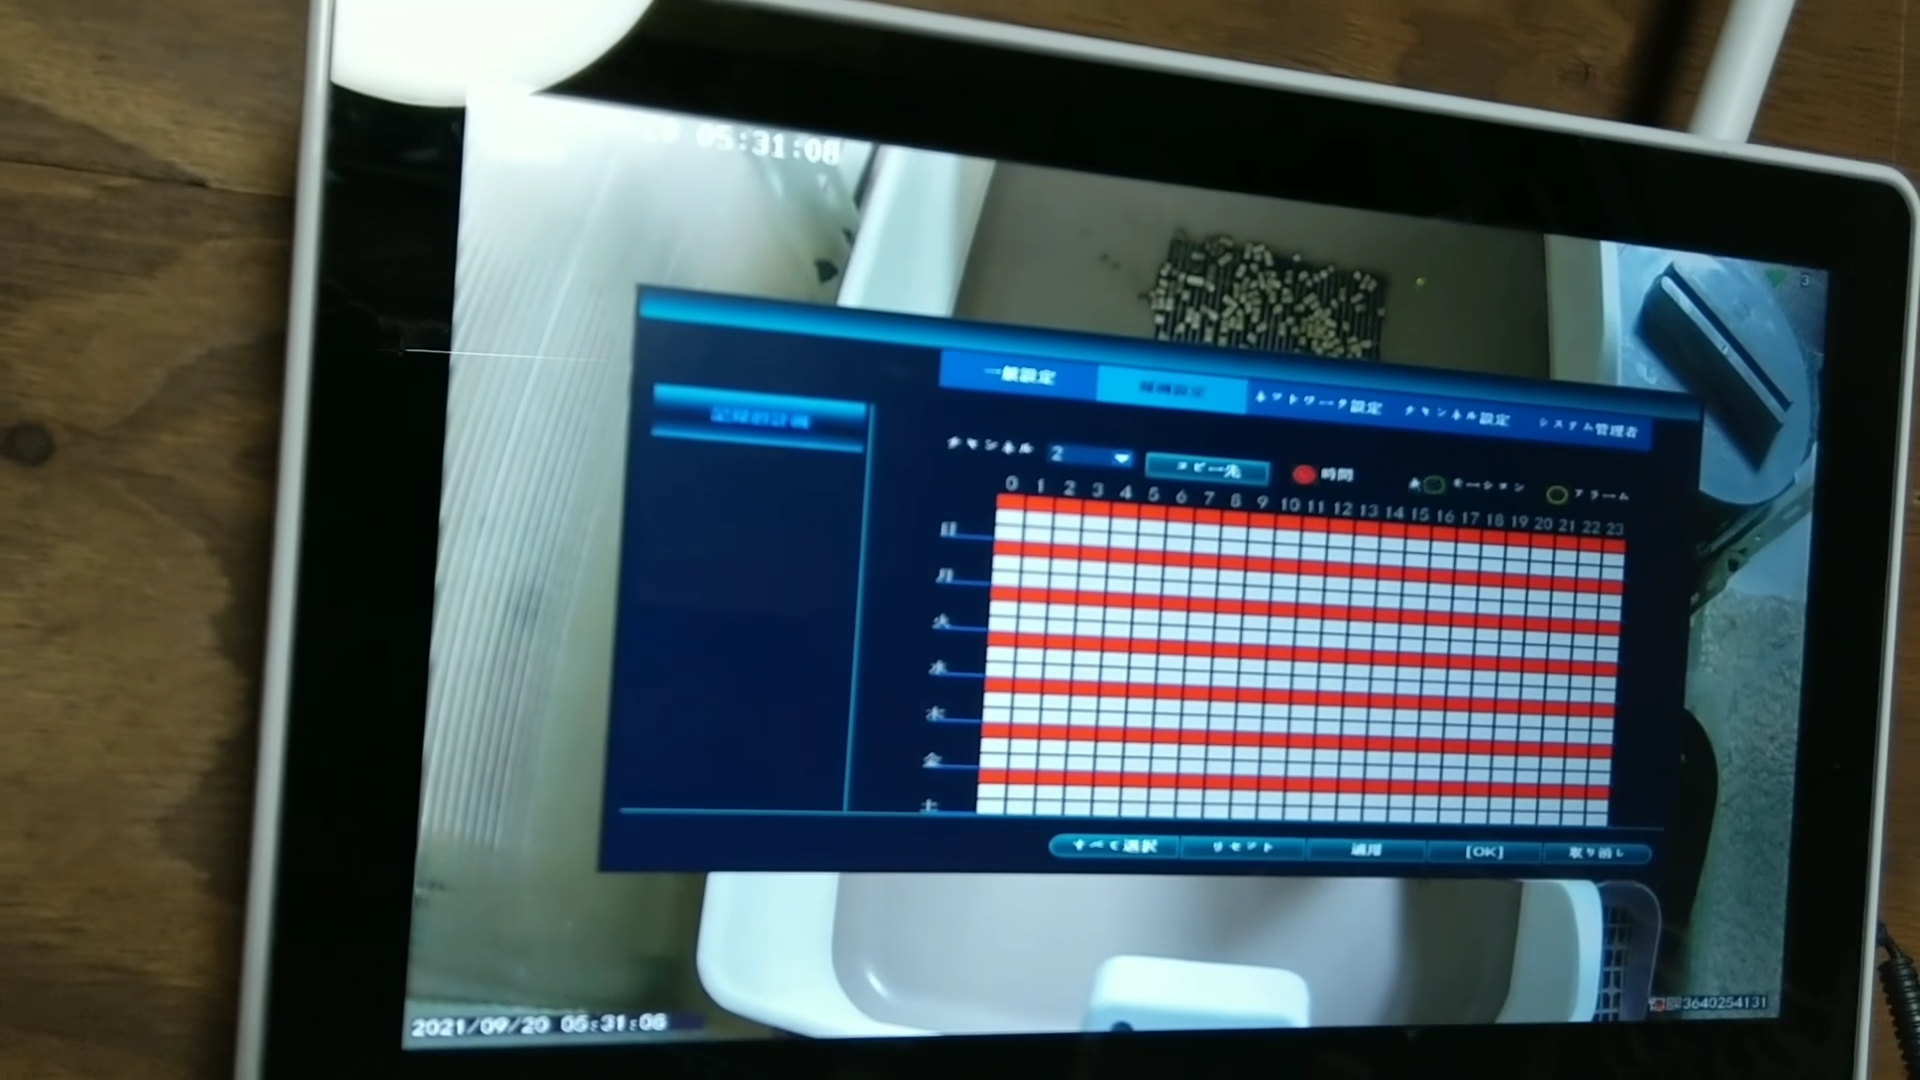 05:31:08
3
一般設定 録画設定 ネットワーク設定 チャンネル設定 システム管理者
記録的計画
チャンネル 2 コピー先 時間 モーション アラーム
0 1 2 3 4 5 6 7 8 9 10 11 12 13 14 15 16 17 18 19 20 21 22 23
日
月
火
水
木
金
土
すべて選択 リセット 適用 [OK] 取り消し
3640254131
2021/09/20 05:31:08